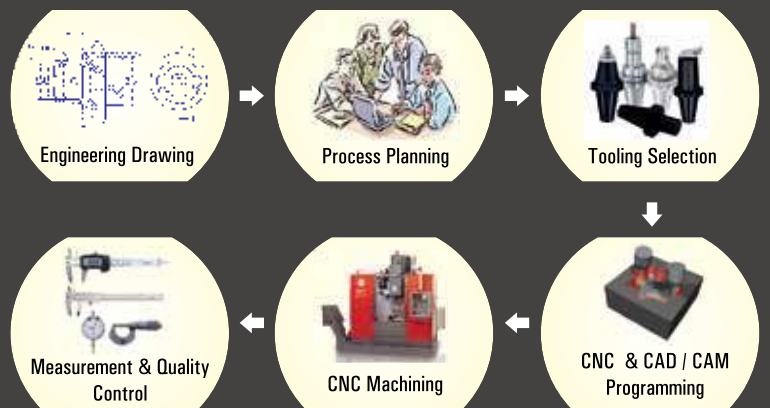 Engineering Drawing
Process Planning
Tooling Selection
CNC & CAD / CAM
Programming
CNC Machining
Measurement & Quality
Control